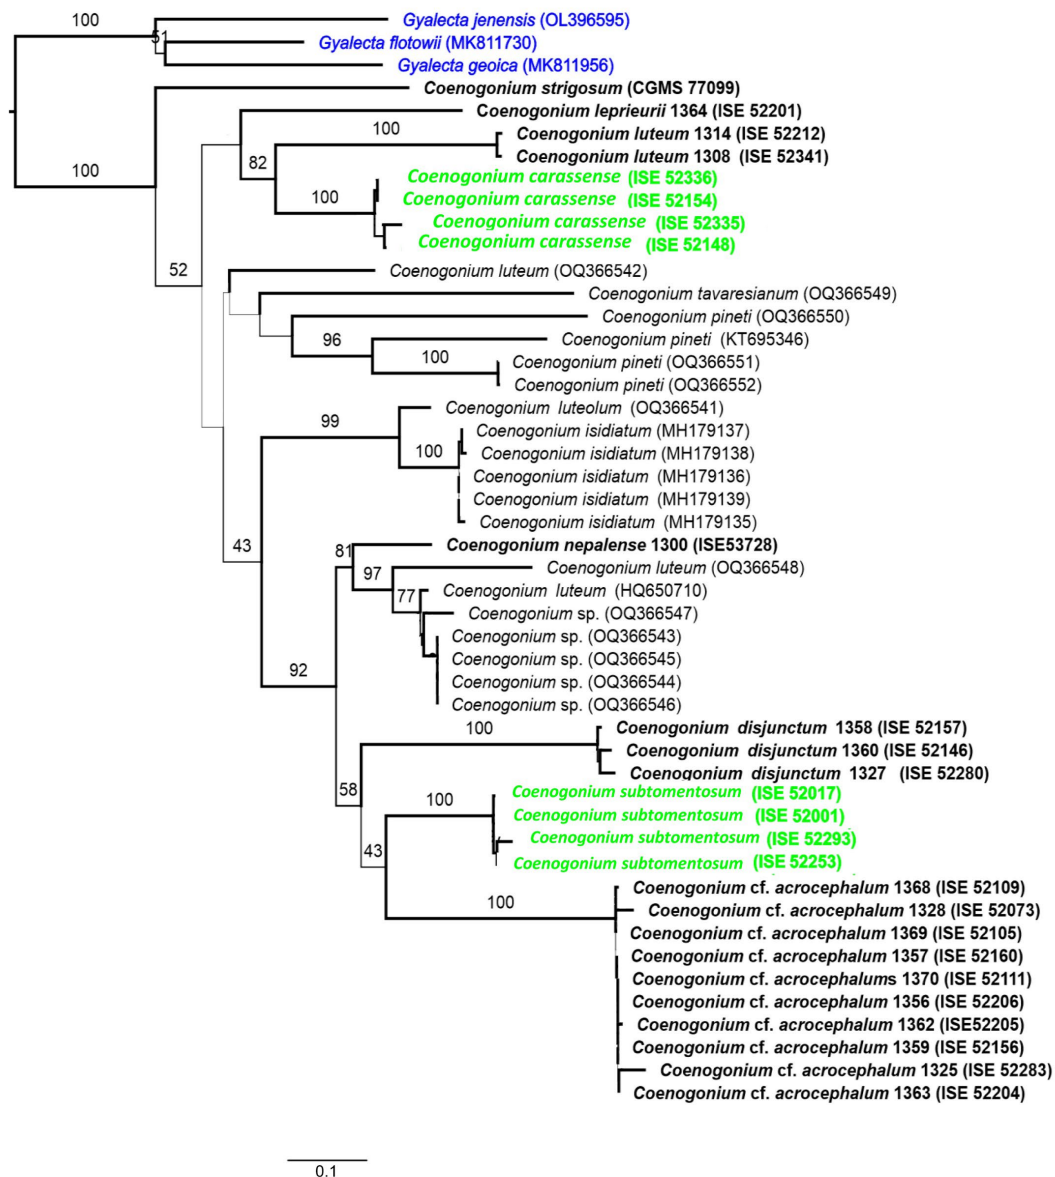 100
Gyalecta jenensis (OL396595)
51
Gyalecta flotowii (MK811730)
Gyalecta geoica (MK811956)
Coenogonium strigosum (CGMS 77099)
Coenogonium leprieurii 1364 (ISE 52201)
100
Coenogonium luteum 1314 (ISE 52212)
100
82
Coenogonium luteum 1308 (ISE 52341)
Coenogonium carassense (ISE 52336)
100
Coenogonium carassense (ISE 52154)
Coenogonium carassense (ISE 52335)
Coenogonium carassense (ISE 52148)
52
Coenogonium luteum (OQ366542)
Coenogonium tavaresianum (OQ366549)
Coenogonium pineti (OQ366550)
96
Coenogonium pineti (KT695346)
100
Coenogonium pineti (OQ366551)
Coenogonium pineti (OQ366552)
Coenogonium luteolum (OQ366541)
99
Coenogonium isidiatum (MH179137)
100
Coenogonium isidiatum (MH179138)
Coenogonium isidiatum (MH179136)
Coenogonium isidiatum (MH179139)
Coenogonium isidiatum (MH179135)
43
81
Coenogonium nepalense 1300 (ISE53728)
97
Coenogonium luteum (OQ366548)
77
Coenogonium luteum (HQ650710)
Coenogonium sp. (OQ366547)
Coenogonium sp. (OQ366543)
Coenogonium sp. (OQ366545)
92
Coenogonium sp. (OQ366544)
Coenogonium sp. (OQ366546)
100
Coenogonium disjunctum 1358 (ISE 52157)
Coenogonium disjunctum 1360 (ISE 52146)
Coenogonium disjunctum 1327 (ISE 52280)
58
Coenogonium subtomentosum (ISE 52017)
100
Coenogonium subtomentosum (ISE 52001)
Coenogonium subtomentosum (ISE 52293)
43
Coenogonium subtomentosum (ISE 52253)
Coenogonium cf. acrocephalum 1368 (ISE 52109)
100
Coenogonium cf. acrocephalum 1328 (ISE 52073)
Coenogonium cf. acrocephalum 1369 (ISE 52105)
Coenogonium cf. acrocephalum 1357 (ISE 52160)
Coenogonium cf. acrocephalums 1370 (ISE 52111)
Coenogonium cf. acrocephalum 1356 (ISE 52206)
Coenogonium cf. acrocephalum 1362 (ISE52205)
Coenogonium cf. acrocephalum 1359 (ISE 52156)
Coenogonium cf. acrocephalum 1325 (ISE 52283)
Coenogonium cf. acrocephalum 1363 (ISE 52204)
0.1